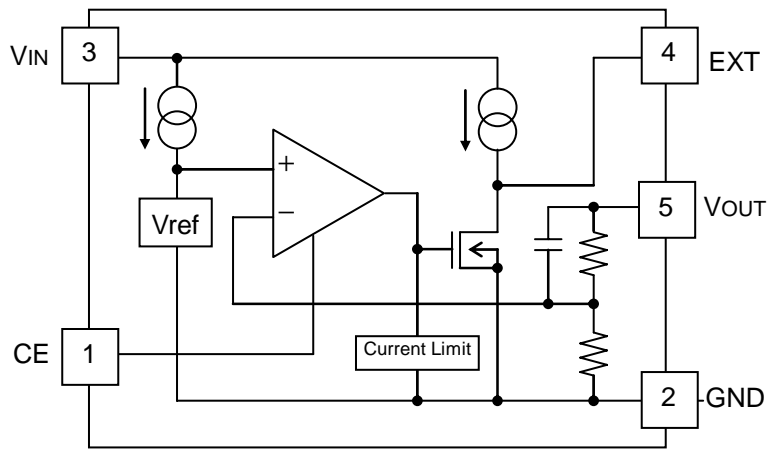 VIN 3
4 EXT
+
−
Vref
5 VOUT
CE 1
Current Limit
2 GND